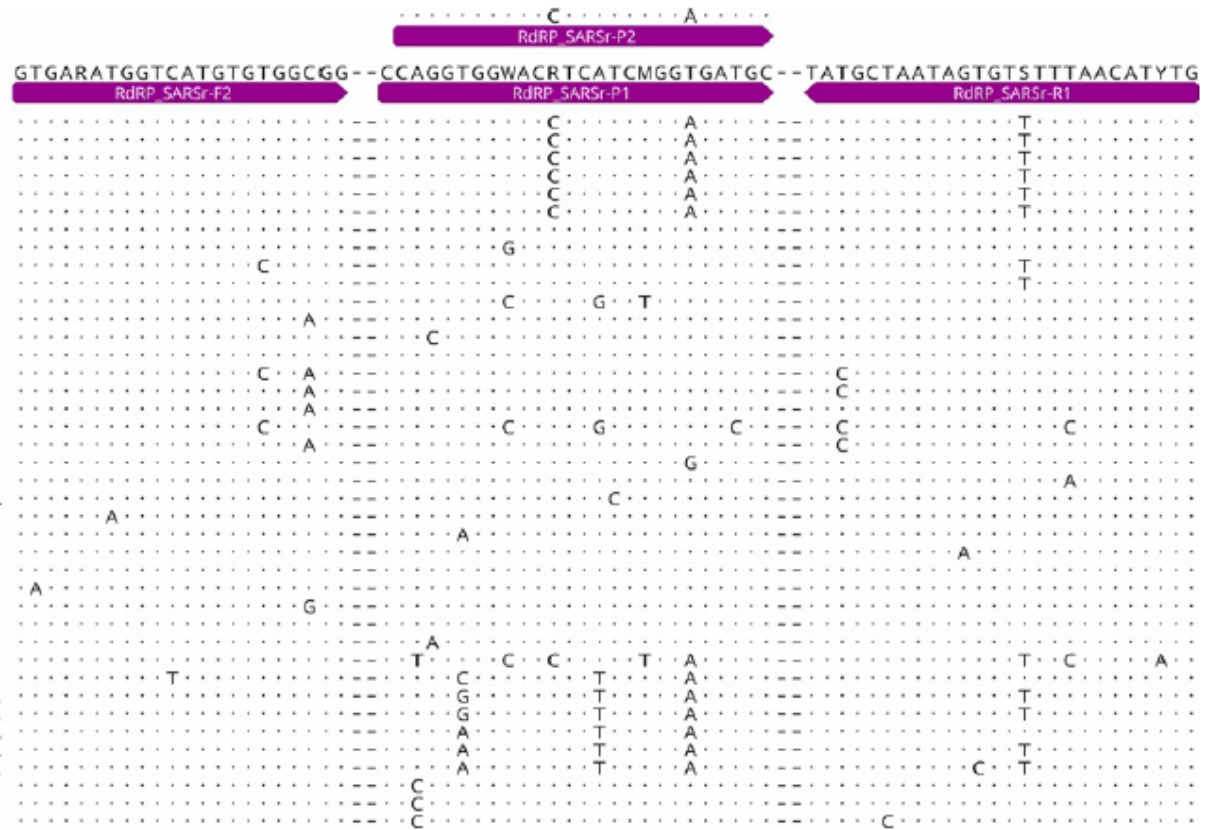 C A
RdRP_SARSr-P2
GTGARATGGTCATGTGTGGCGG--CCAGGTGGWACRTCATCMGGTGATGC--TATGCTAATAGTGTSTTTAACATYTG
RdRP_SARSr-F2 RdRP_SARSr-P1 RdRP_SARSr-R1
-- C A -- T
-- C A -- T
-- C A -- T
-- C A -- T
-- C A -- T
-- C A -- T
-- --
-- G --
C -- -- T
-- -- T
-- C G T --
A -- --
-- C --
-- --
C A -- -- C
A -- -- C
A -- --
C -- C G C -- C C
A -- -- C
-- G --
-- -- A
-- C --
A -- --
-- A --
-- -- A
-- --
A -- --
G -- --
-- --
-- A --
-- T C C T A -- T C A
T -- C T A --
-- G T A -- T
-- G T A -- T
-- A T A --
-- A T A -- T
-- A T A -- C T
-- C --
-- C --
-- C -- C